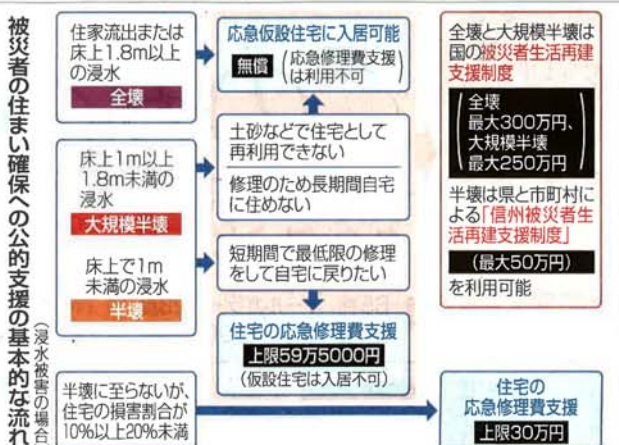 被災者の住まい確保への公的支援の基本的な流れ
(浸水被害の場合
住家流出または
床上1.8m以上
の浸水
全壊
床上1m以上
1.8m未満の
浸水
大規模半壊
床上で1m
未満の浸水
半壊
半壊に至らないが、
住宅の損害割合が
10%以上20%未満
応急仮設住宅に入居可能
無償
(応急修理費支援
は利用不可)
土砂などで住宅として
再利用できない
修理のため長期間自宅
に住めない
短期間で最低限の修理
をして自宅に戻りたい
住宅の応急修理費支援
上限59万5000円
(仮設住宅は入居不可)
全壊と大規模半壊は
国の被災者生活再建
支援制度
(全壊
最大300万円、
大規模半壊
最大250万円)
半壊は県と市町村に
よる「信州被災者生
活再建支援制度」
(最大50万円)
を利用可能
住宅の
応急修理費支援
上限30万円